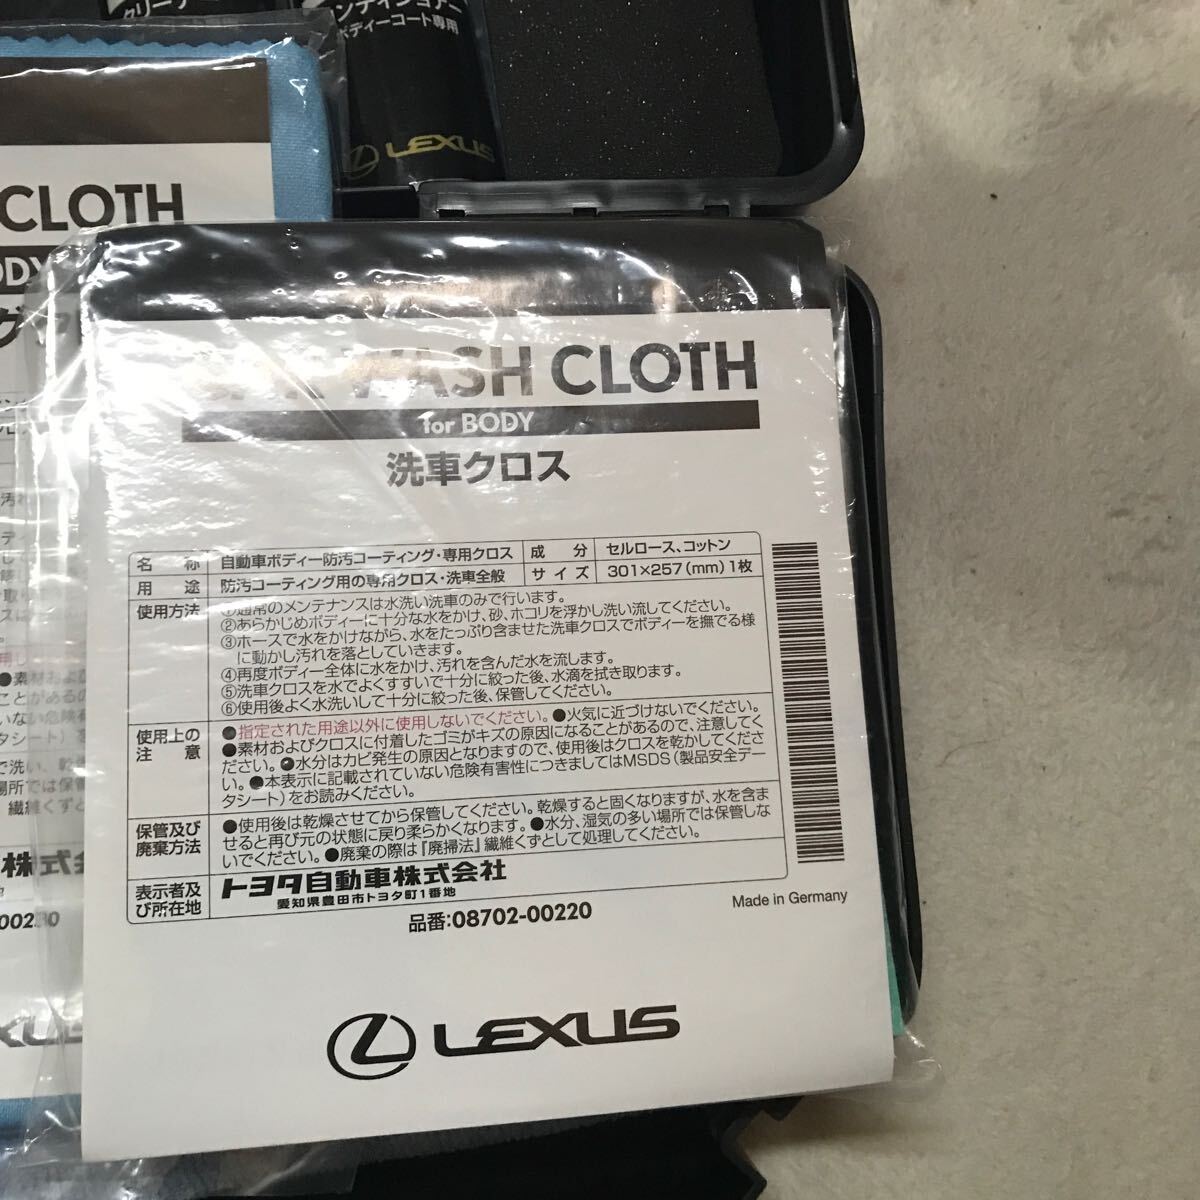 クリーナー
コンディショナー
ボディーコート専用
LEXUS
CLOTH
CAR WASH CLOTH
for BODY
洗車クロス
名称 自動車ボディー防汚コーティング・専用クロス 成分 セルロース、コットン
用途 防汚コーティング用の専用クロス・洗車全般 サイズ 301×257(mm)1枚
使用方法 ①通常のメンテナンスは水洗い洗車のみで行います。
②あらかじめボディーに十分な水をかけ、砂、ホコリを浮かし洗い流してください。
③ホースで水をかけながら、水をたっぷり含ませた洗車クロスでボディーを撫でる様
に動かし汚れを落としていきます。
④再度ボディー全体に水をかけ、汚れを含んだ水を流します。
⑤洗車クロスを水でよくすすいで十分に絞った後、水滴を拭き取ります。
⑥使用後よく水洗いして十分に絞った後、保管してください。
使用上の注意 ●指定された用途以外に使用しないでください。●火気に近づけないでください。
●素材およびクロスに付着したゴミがキズの原因になることがあるので、注意してく
ださい。●水分はカビ発生の原因となりますので、使用後はクロスを乾かしてくださ
い。●本表示に記載されていない危険有害性につきましてはMSDS(製品安全デー
タシート)をお読みください。
保管及び廃棄方法 ●使用後は乾燥させてから保管してください。乾燥すると固くなりますが、水を含ま
せると再び元の状態に戻り柔らかくなります。●水分、湿気の多い場所では保管しな
いでください。●廃棄の際は『廃掃法』繊維くずとして処理してください。
表示者及び所在地 トヨタ自動車株式会社
愛知県豊田市トヨタ町1番地
品番:08702-00220
Made in Germany
LEXUS